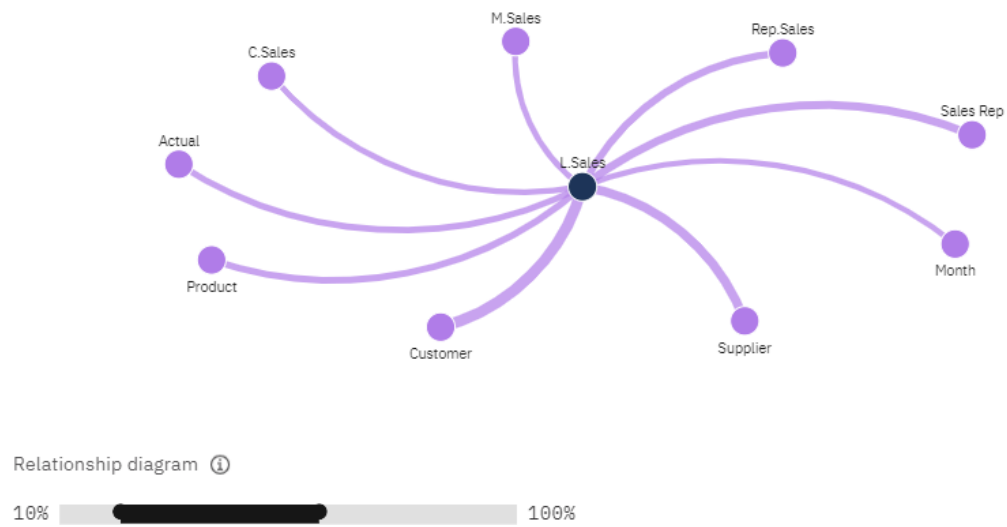 M.Sales
Rep.Sales
C.Sales
Sales Rep
Actual
L.Sales
Month
Product
Supplier
Customer
Relationship diagram
10% 100%